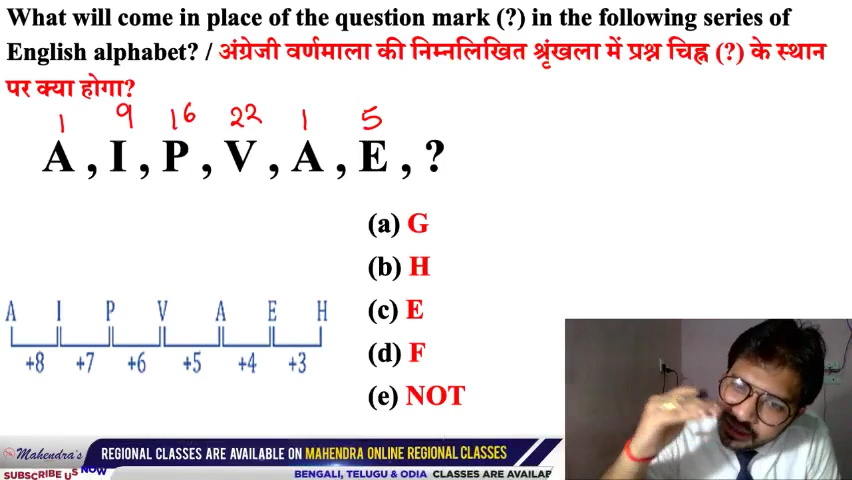 What will come in place of the question mark (?) in the following series of
English alphabet? / अंग्रेजी वर्णमाला की निम्नलिखित श्रृंखला में प्रश्न चिह्न (?) के स्थान
पर क्या होगा?
1 9 16 22 1 5
A , I , P , V , A , E , ?
(a) G
(b) H
(c) E
(d) F
(e) NOT
A I P V A E H
+8 +7 +6 +5 +4 +3
Mahendra's
REGIONAL CLASSES ARE AVAILABLE ON MAHENDRA ONLINE REGIONAL CLASSES
SUBSCRIBE US NOW
BENGALI, TELUGU & ODIA CLASSES ARE AVAILAB